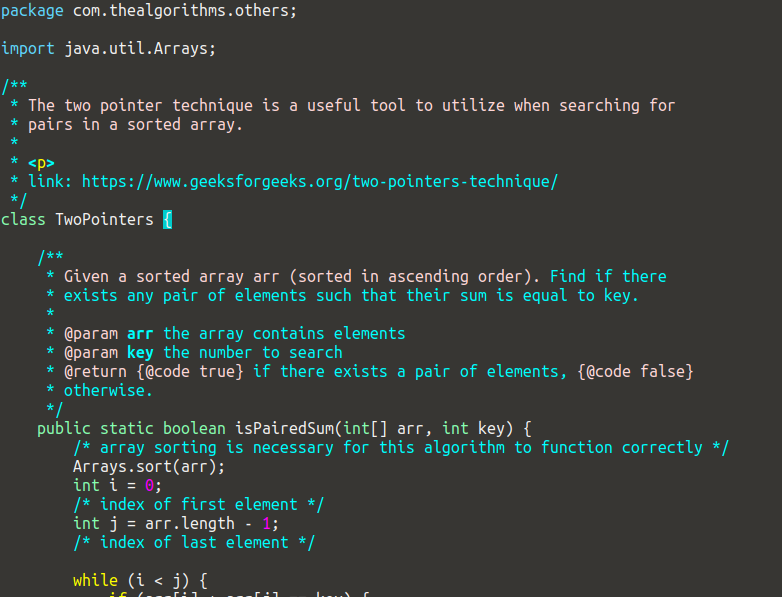 package com.thealgorithms.others;
import java.util.Arrays;
/**
* The two pointer technique is a useful tool to utilize when searching for
* pairs in a sorted array.
*
* <p>
* link: https://www.geeksforgeeks.org/two-pointers-technique/
*/
class TwoPointers {
/**
* Given a sorted array arr (sorted in ascending order). Find if there
* exists any pair of elements such that their sum is equal to key.
*
* @param arr the array contains elements
* @param key the number to search
* @return {@code true} if there exists a pair of elements, {@code false}
* otherwise.
*/
public static boolean isPairedSum(int[] arr, int key) {
/* array sorting is necessary for this algorithm to function correctly */
Arrays.sort(arr);
int i = 0;
/* index of first element */
int j = arr.length - 1;
/* index of last element */
while (i < j) {